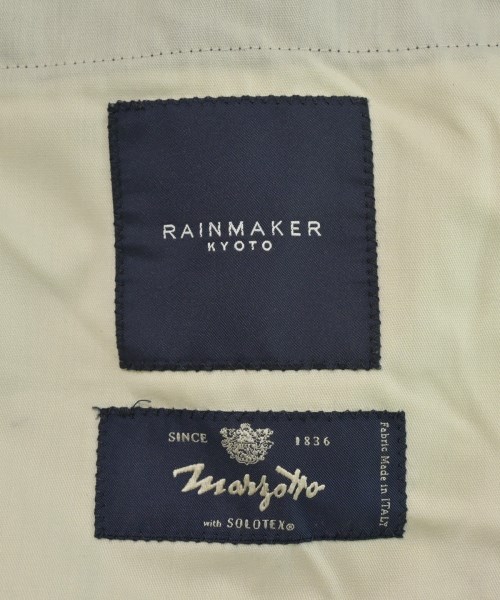 RAINMAKER
KYOTO
SINCE 1836
Marzotto
with SOLOTEX®
Fabric Made in ITALY